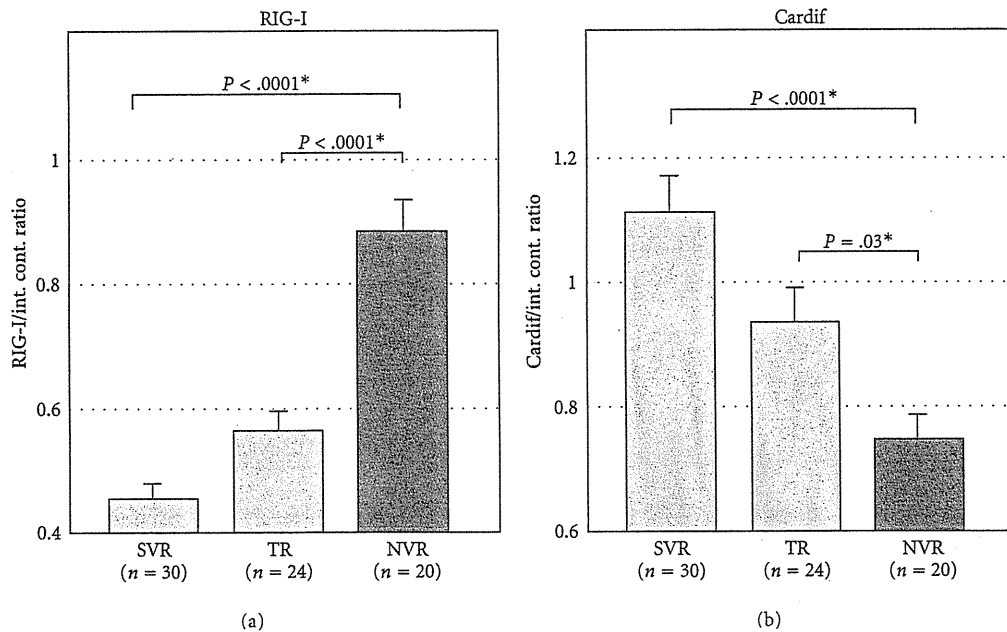 RIG-I
P < .0001*
P < .0001*
1
0.8
0.6
0.4
RIG-I/int. cont. ratio
SVR
(n = 30)
TR
(n = 24)
NVR
(n = 20)
(a)
Cardif
P < .0001*
P = .03*
1.2
1
0.8
0.6
Cardif/int. cont. ratio
SVR
(n = 30)
TR
(n = 24)
NVR
(n = 20)
(b)